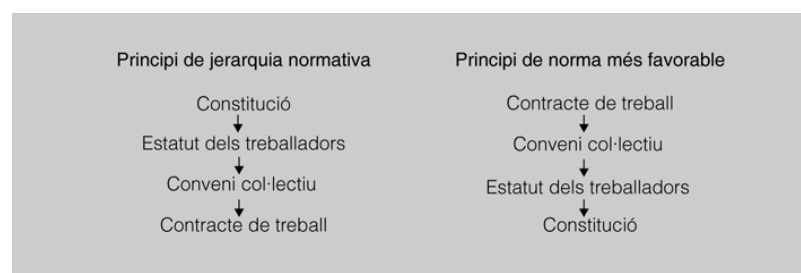 Principi de jerarquia normativa
Constitució
Estatut dels treballadors
Conveni col·lectiu
Contracte de treball
Principi de norma més favorable
Contracte de treball
Conveni col·lectiu
Estatut dels treballadors
Constitució